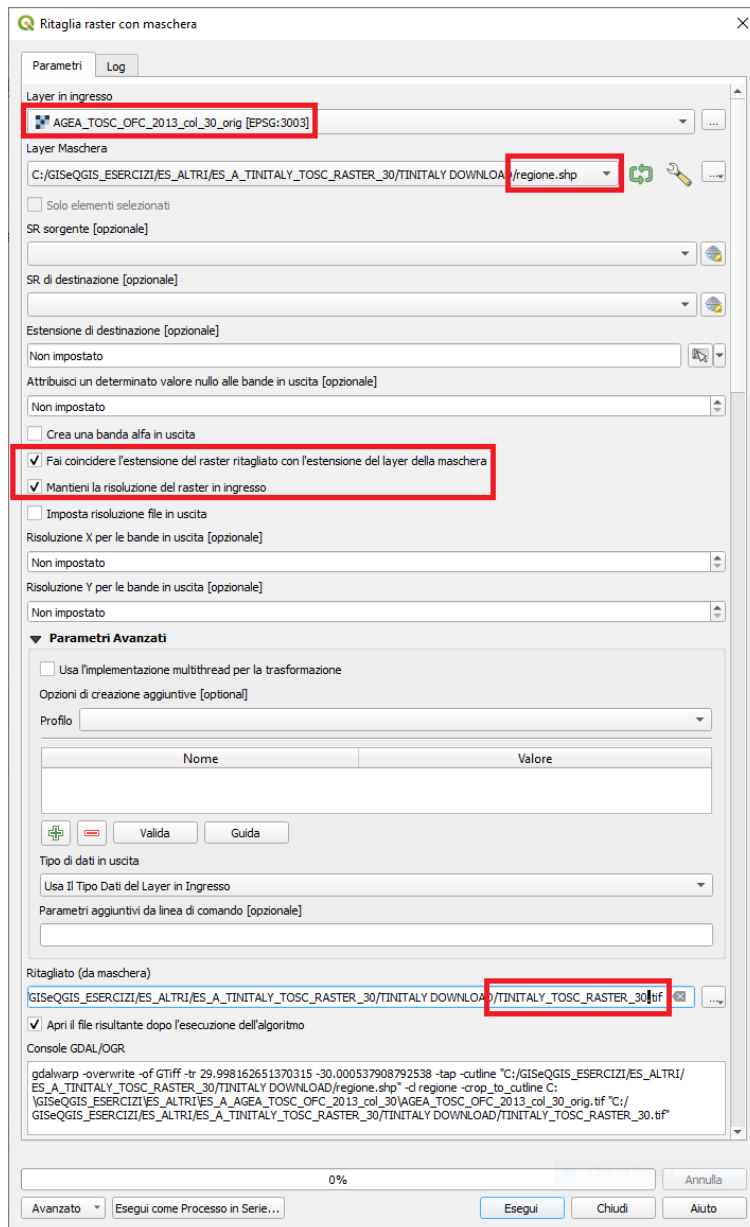 Ritaglia raster con maschera
Parametri
Log
Layer in ingresso
AGEA_TOSC_OFC_2013_col_30_orig [EPSG:3003]
...
Layer Maschera
C:/GISeQGIS_ESERCIZI/ES_ALTRI/ES_A_TINITALY_TOSC_RASTER_30/TINITALY DOWNLOAD/regione.shp
...
Solo elementi selezionati
SR sorgente [opzionale]
SR di destinazione [opzionale]
Estensione di destinazione [opzionale]
Non impostato
Attribuisci un determinato valore nullo alle bande in uscita [opzionale]
Non impostato
Crea una banda alfa in uscita
Fai coincidere l'estensione del raster ritagliato con l'estensione del layer della maschera
Mantieni la risoluzione del raster in ingresso
Imposta risoluzione file in uscita
Risoluzione X per le bande in uscita [opzionale]
Non impostato
Risoluzione Y per le bande in uscita [opzionale]
Non impostato
Parametri Avanzati
Usa l'implementazione multithread per la trasformazione
Opzioni di creazione aggiuntive [optional]
Profilo
Nome Valore
Valida Guida
Tipo di dati in uscita
Usa Il Tipo Dati del Layer in Ingresso
Parametri aggiuntivi da linea di comando [opzionale]
Ritagliato (da maschera)
GISeQGIS_ESERCIZI/ES_ALTRI/ES_A_TINITALY_TOSC_RASTER_30/TINITALY DOWNLOAD/TINITALY_TOSC_RASTER_30.tif
...
Apri il file risultante dopo l'esecuzione dell'algoritmo
Console GDAL/OGR
gdalwarp -overwrite -of GTiff -tr 29.998162651370315 -30.000537908792538 -tap -cutline "C:/GISeQGIS_ESERCIZI/ES_ALTRI/
ES_A_TINITALY_TOSC_RASTER_30/TINITALY DOWNLOAD/regione.shp" -cl regione -crop_to_cutline C:
\GISeQGIS_ESERCIZI\ES_ALTRI\ES_A_AGEA_TOSC_OFC_2013_col_30\AGEA_TOSC_OFC_2013_col_30_orig.tif "C:/
GISeQGIS_ESERCIZI/ES_ALTRI/ES_A_TINITALY_TOSC_RASTER_30/TINITALY DOWNLOAD/TINITALY_TOSC_RASTER_30.tif"
0%
Annulla
Avanzato
Esegui come Processo in Serie...
Esegui
Chiudi
Aiuto